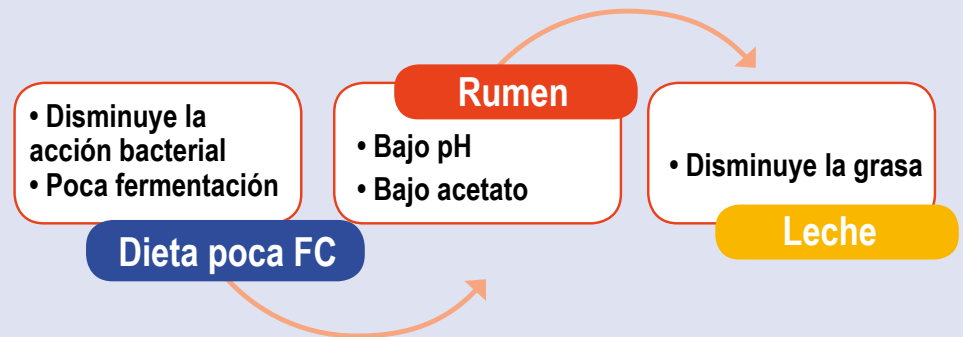 • Disminuye la
acción bacterial
• Poca fermentación
Dieta poca FC
Rumen
• Bajo pH
• Bajo acetato
• Disminuye la grasa
Leche